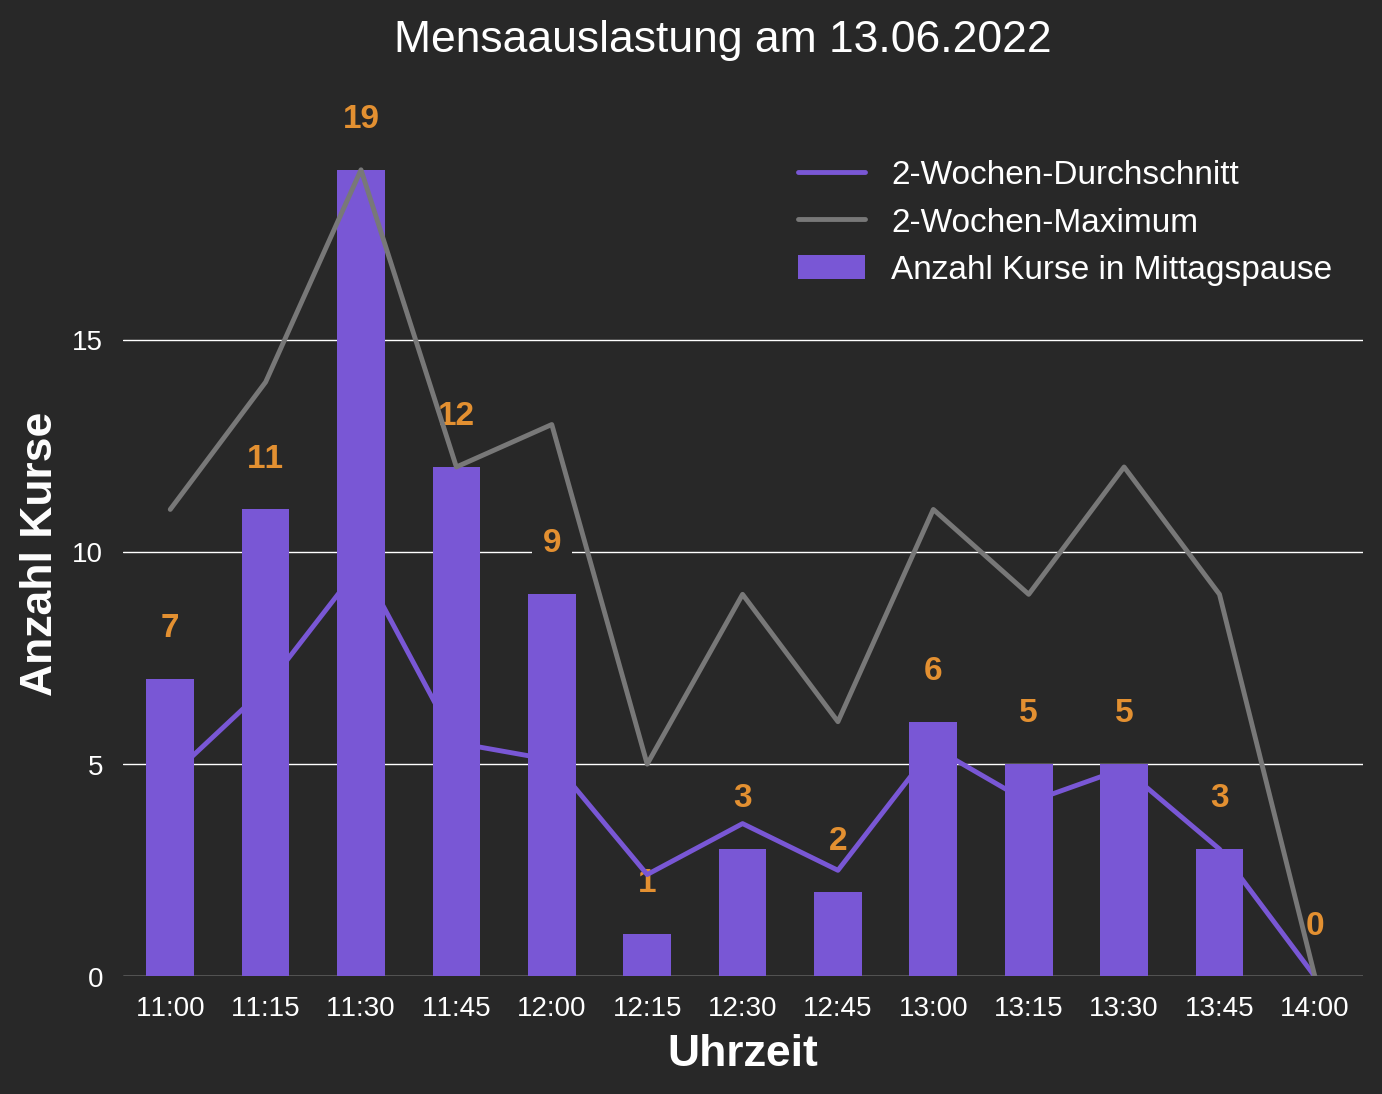 Mensaauslastung am 13.06.2022
19
2-Wochen-Durchschnitt
2-Wochen-Maximum
Anzahl Kurse in Mittagspause
15
12
11
9
10
7
6
5
5
5
3
3
2
1
0
0
11:00 11:15 11:30 11:45 12:00 12:15 12:30 12:45 13:00 13:15 13:30 13:45 14:00
Uhrzeit
Anzahl Kurse